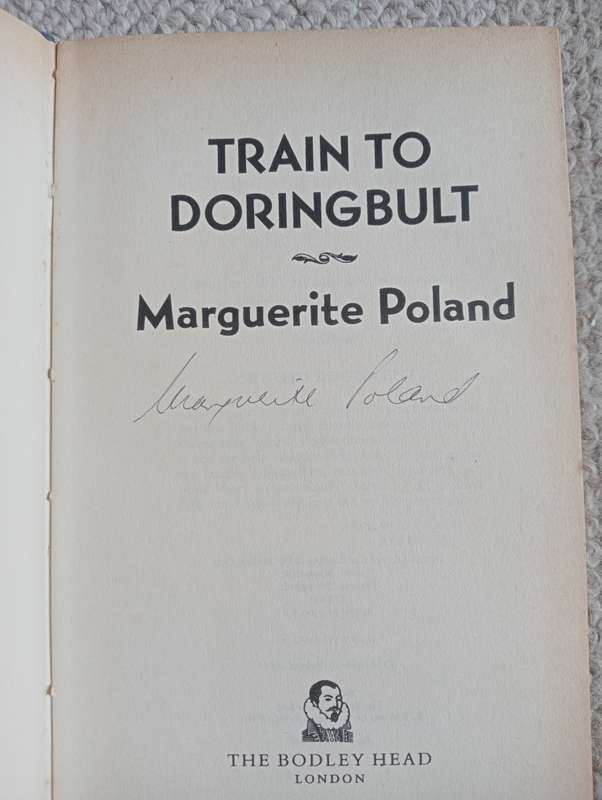 TRAIN TO
DORINGBULT
Marguerite Poland
Marguerite Poland
THE BODLEY HEAD
LONDON